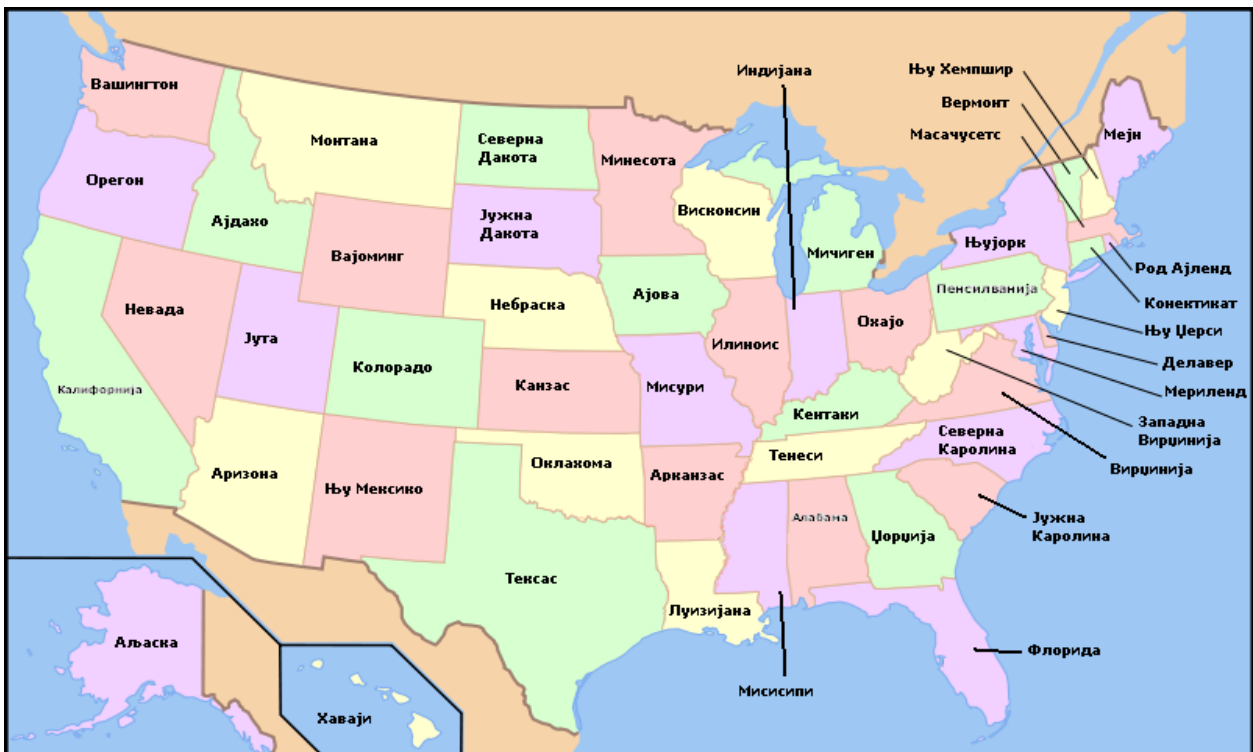 Индијана
Њу Хемпшир
Вермонт
Масачусетс
Вашингтон
Мејн
Монтана
Северна
Дакота
Минесота
Орегон
Ајдахо
Јужна
Дакота
Висконсин
Њујорк
Вајоминг
Мичиген
Род Ајленд
Пенсилванија
Конектикат
Невада
Небраска
Ајова
Охајо
Њу Џерси
Јута
Илиноис
Колорадо
Делавер
Калифорнија
Канзас
Мисури
Мериленд
Кентаки
Западна
Вирџинија
Северна
Каролина
Тенеси
Вирџинија
Аризона
Њу Мексико
Оклахома
Арканзас
Алабама
Џорџија
Јужна
Каролина
Тексас
Луизијана
Аљаска
Флорида
Мисисипи
Хаваји